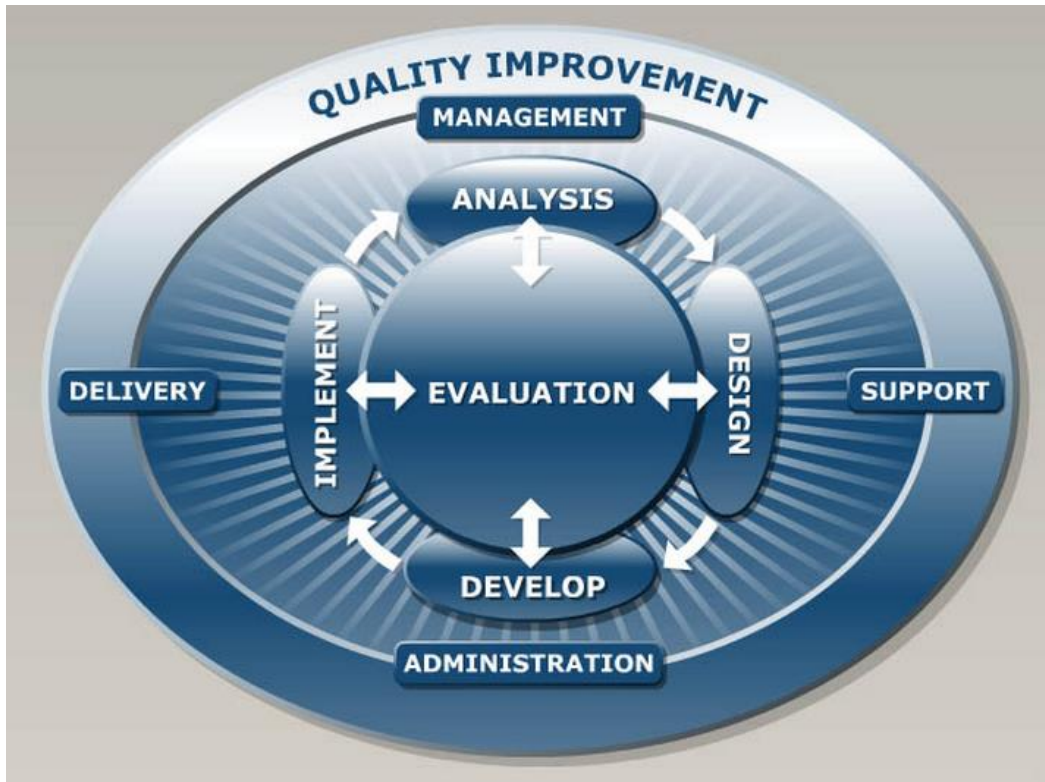 QUALITY IMPROVEMENT
MANAGEMENT
ANALYSIS
IMPLEMENT
DESIGN
DELIVERY
EVALUATION
SUPPORT
DEVELOP
ADMINISTRATION